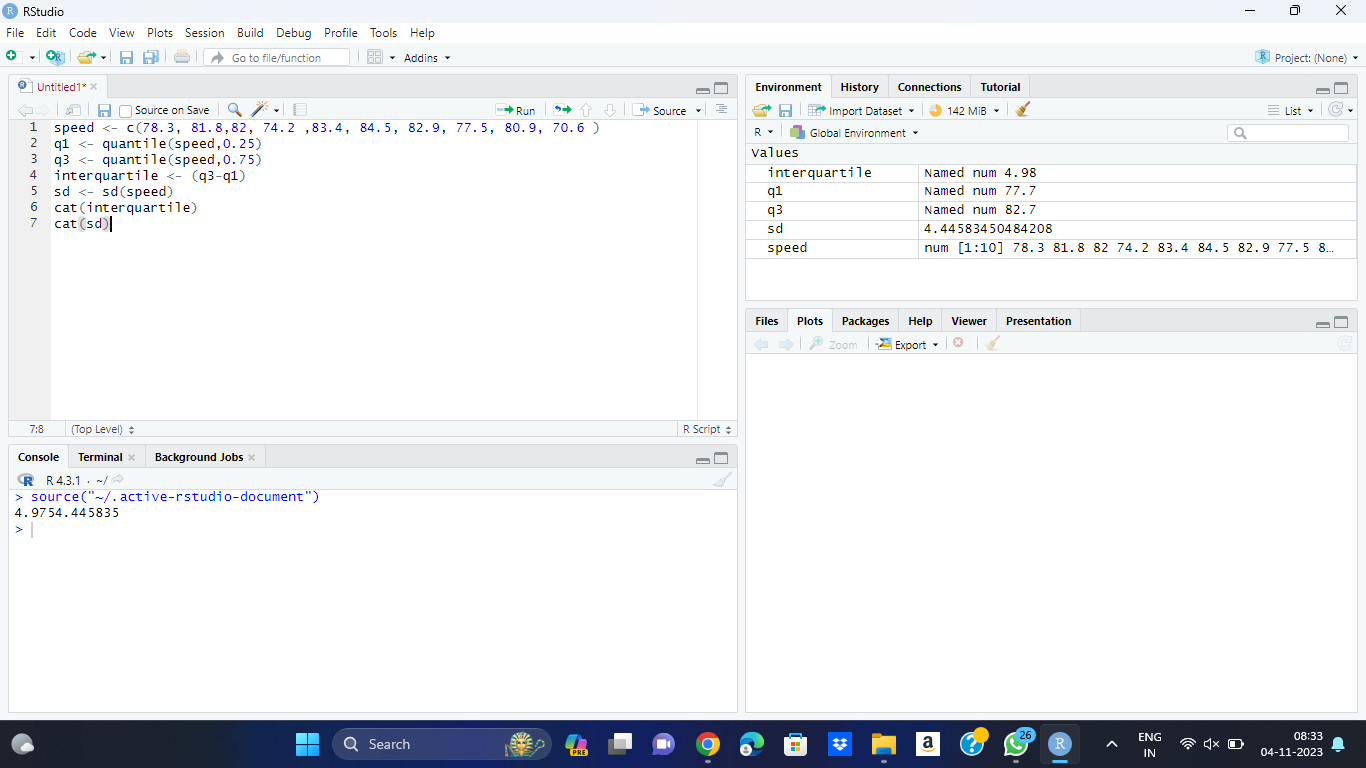 RStudio
File Edit Code View Plots Session Build Debug Profile Tools Help
Go to file/function Addins Project: (None)
Untitled1*
Source on Save Run Source
1 speed <- c(78.3, 81.8,82, 74.2 ,83.4, 84.5, 82.9, 77.5, 80.9, 70.6 )
2 q1 <- quantile(speed,0.25)
3 q3 <- quantile(speed,0.75)
4 interquartile <- (q3-q1)
5 sd <- sd(speed)
6 cat(interquartile)
7 cat(sd)
7:8 (Top Level) R Script
Console Terminal Background Jobs
R 4.3.1 · ~/
> source("~/.active-rstudio-document")
4.9754.445835
>
Environment History Connections Tutorial
Import Dataset 142 MiB List
R Global Environment
Values
interquartile Named num 4.98
q1 Named num 77.7
q3 Named num 82.7
sd 4.44583450484208
speed num [1:10] 78.3 81.8 82 74.2 83.4 84.5 82.9 77.5 8…
Files Plots Packages Help Viewer Presentation
Zoom Export
Search PRE 26 ENG 08:33
IN 04-11-2023